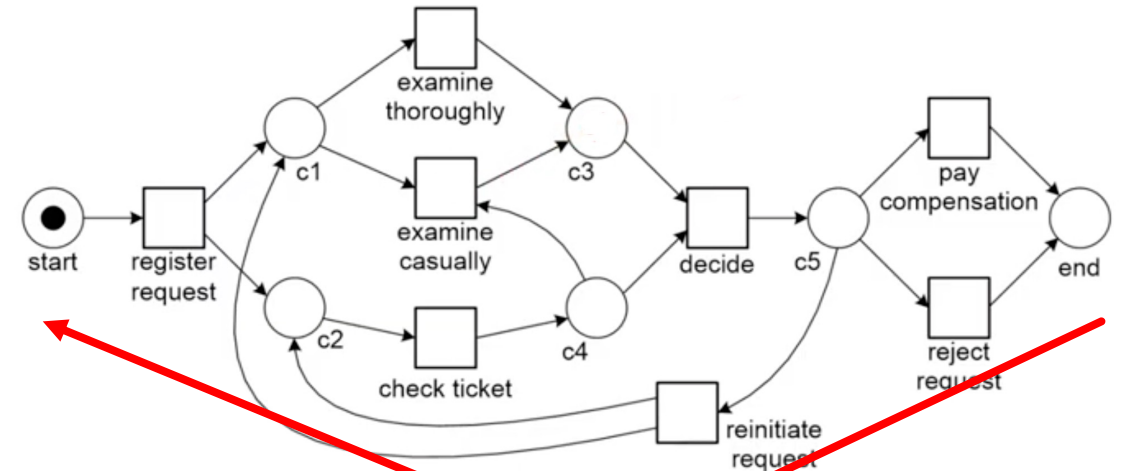 examine
thoroughly
c1
c3
pay
compensation
start
register
request
examine
casually
decide
c5
end
c2
c4
check ticket
reject
request
reinitiate
request